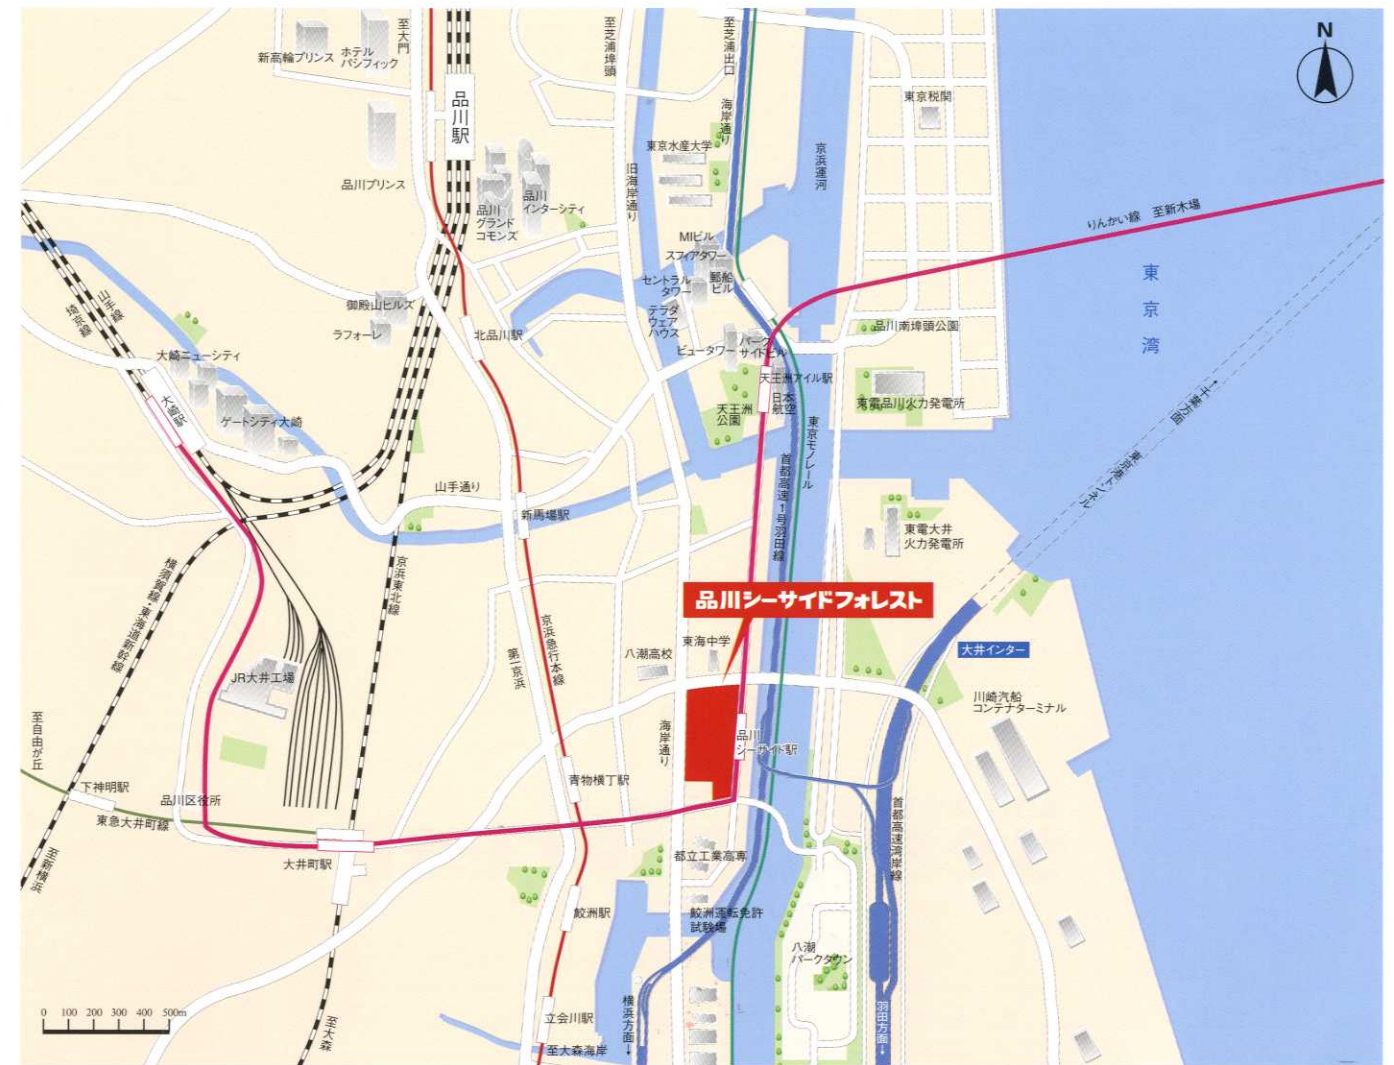 N
至大門
至芝浦埠頭
至芝浦出口
新高輪プリンス
ホテル
パシフィック
品川駅
海岸通り
東京税関
東京水産大学
京浜運河
品川プリンス
旧海岸通り
品川
インターシティ
品川
グランド
コモンズ
りんかい線 至新木場
MIビル
スフィアタワー
郵船
ビル
セントラル
タワー
東京湾
山手線
埼京線
御殿山ヒルズ
ラフォーレ
北品川駅
テラダ
ウェア
ハウス
品川南埠頭公園
大崎ニューシティ
ビュータワー
パーク
サイドビル
天王洲アイル駅
大崎駅
ゲートシティ大崎
天王洲
公園
日本
航空
東電品川火力発電所
↑千葉方面
東京モノレール
東京港トンネル
首都高速1号羽田線
山手通り
新馬場駅
東電大井
火力発電所
横須賀線・東海道新幹線
京浜東北線
品川シーサイドフォレスト
京浜急行本線
第一京浜
東海中学
八潮高校
大井インター
JR大井工場
川崎汽船
コンテナターミナル
至自由が丘
海岸通り
品川
シーサイド駅
下神明駅
品川区役所
青物横丁駅
東急大井町線
首都高速湾岸線
至新横浜
大井町駅
都立工業高専
鮫洲駅
鮫洲運転免許
試験場
八潮
パークタウン
0 100 200 300 400 500m
至大森
立会川駅
横浜方面→
羽田方面→
至大森海岸